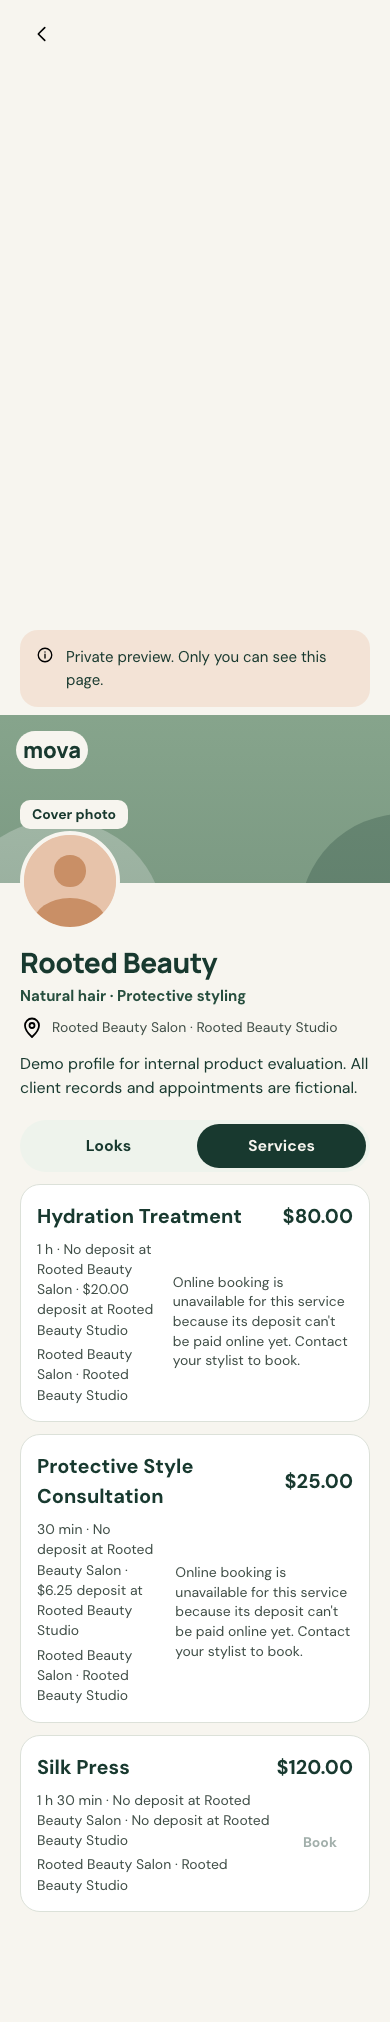 Private preview. Only you can see this
page.
mova
Cover photo
Rooted Beauty
Natural hair · Protective styling
Rooted Beauty Salon · Rooted Beauty Studio
Demo profile for internal product evaluation. All
client records and appointments are fictional.
Looks
Services
Hydration Treatment
$80.00
1 h · No deposit at
Rooted Beauty
Salon · $20.00
deposit at Rooted
Beauty Studio
Rooted Beauty
Salon · Rooted
Beauty Studio
Online booking is
unavailable for this service
because its deposit can't
be paid online yet. Contact
your stylist to book.
Protective Style
Consultation
$25.00
30 min · No
deposit at Rooted
Beauty Salon ·
$6.25 deposit at
Rooted Beauty
Studio
Rooted Beauty
Salon · Rooted
Beauty Studio
Online booking is
unavailable for this service
because its deposit can't
be paid online yet. Contact
your stylist to book.
Silk Press
$120.00
1 h 30 min · No deposit at Rooted
Beauty Salon · No deposit at Rooted
Beauty Studio
Rooted Beauty Salon · Rooted
Beauty Studio
Book